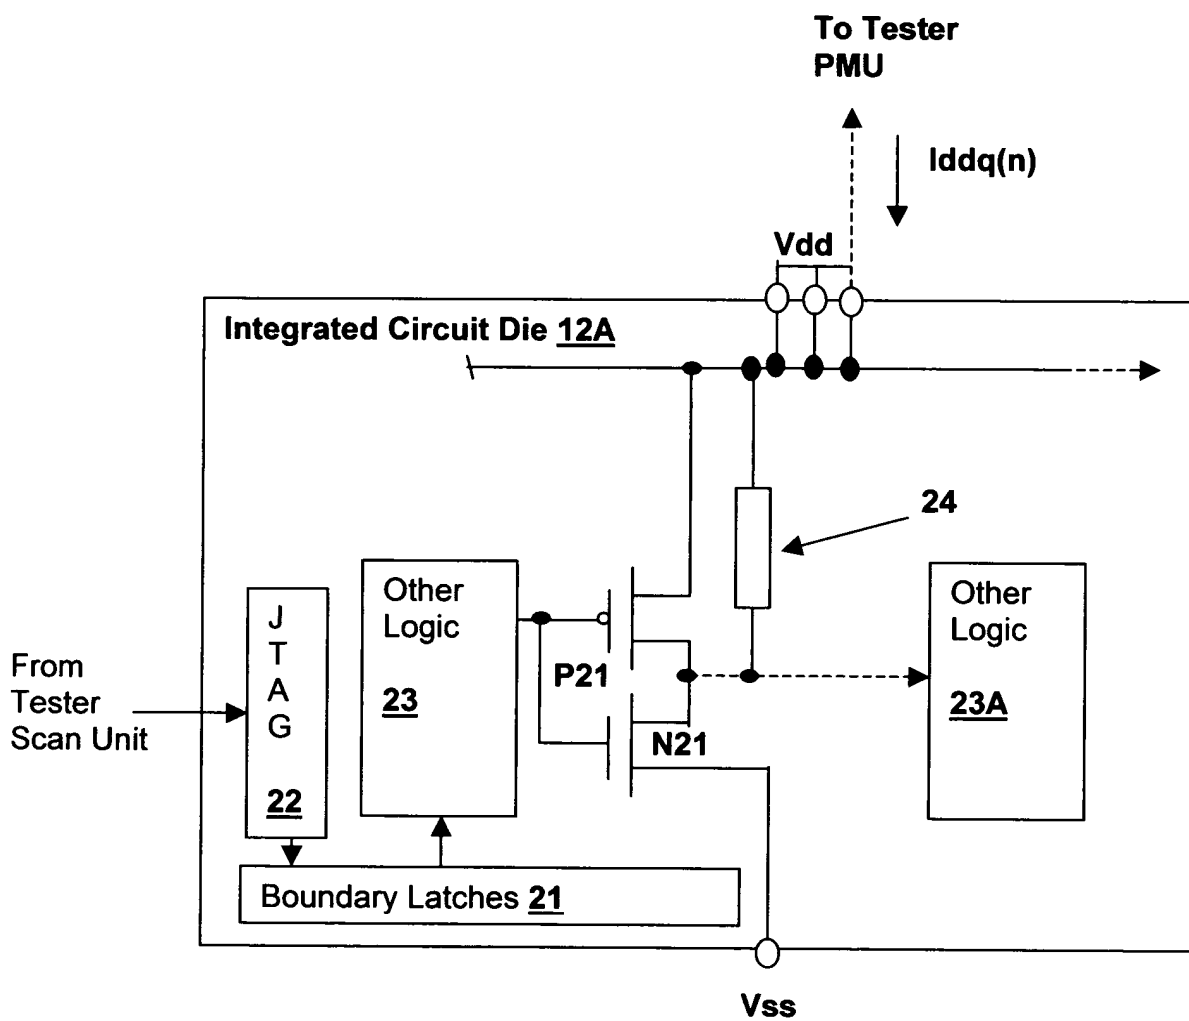 To Tester
PMU
Iddq(n)
Vdd
Integrated Circuit Die 12A
24
Other
Logic
23
J
T
A
G
22
Other
Logic
23A
From
Tester
Scan Unit
P21
N21
Boundary Latches 21
Vss